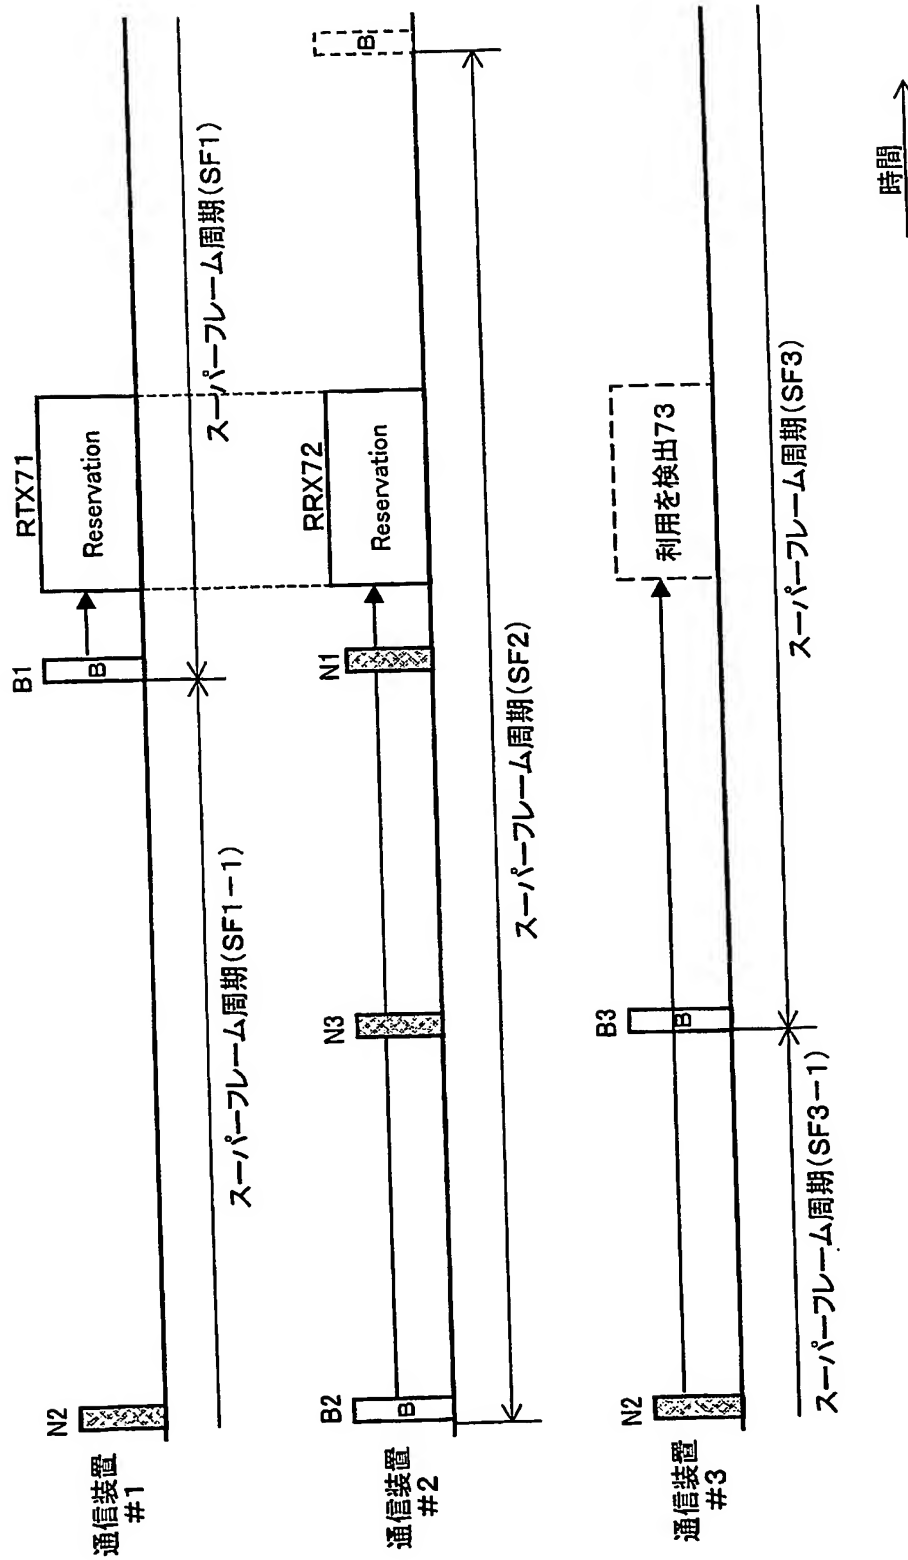 通信装置
#1
N2
B1
B
RTX71
Reservation
スーパーフレーム周期(SF1-1)
スーパーフレーム周期(SF1)
通信装置
#2
B2
B
N3
N1
RRX72
Reservation
B
スーパーフレーム周期(SF2)
通信装置
#3
N2
B3
B
利用を検出73
スーパーフレーム周期(SF3-1)
スーパーフレーム周期(SF3)
時間